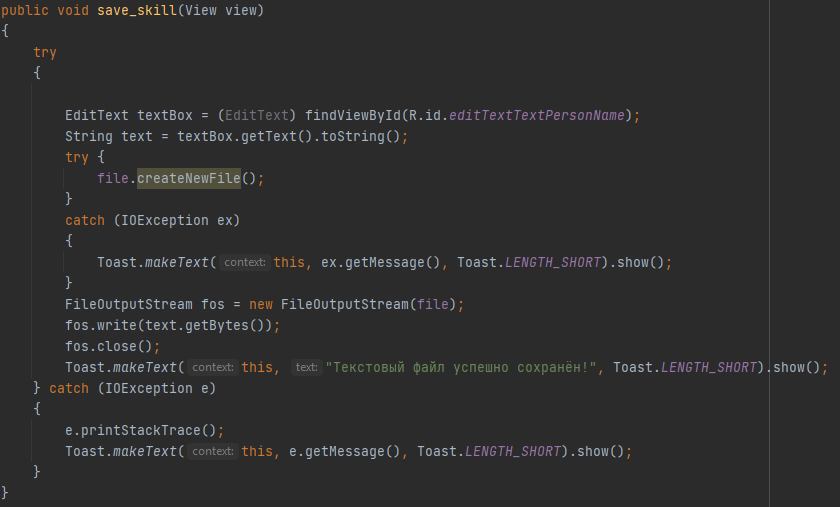 public void save_skill(View view)
{
try
{
EditText textBox = (EditText) findViewById(R.id.editTextTextPersonName);
String text = textBox.getText().toString();
try {
file.createNewFile();
}
catch (IOException ex)
{
Toast.makeText( context: this, ex.getMessage(), Toast.LENGTH_SHORT).show();
}
FileOutputStream fos = new FileOutputStream(file);
fos.write(text.getBytes());
fos.close();
Toast.makeText( context: this, text: "Текстовый файл успешно сохранён!", Toast.LENGTH_SHORT).show();
} catch (IOException e)
{
e.printStackTrace();
Toast.makeText( context: this, e.getMessage(), Toast.LENGTH_SHORT).show();
}
}